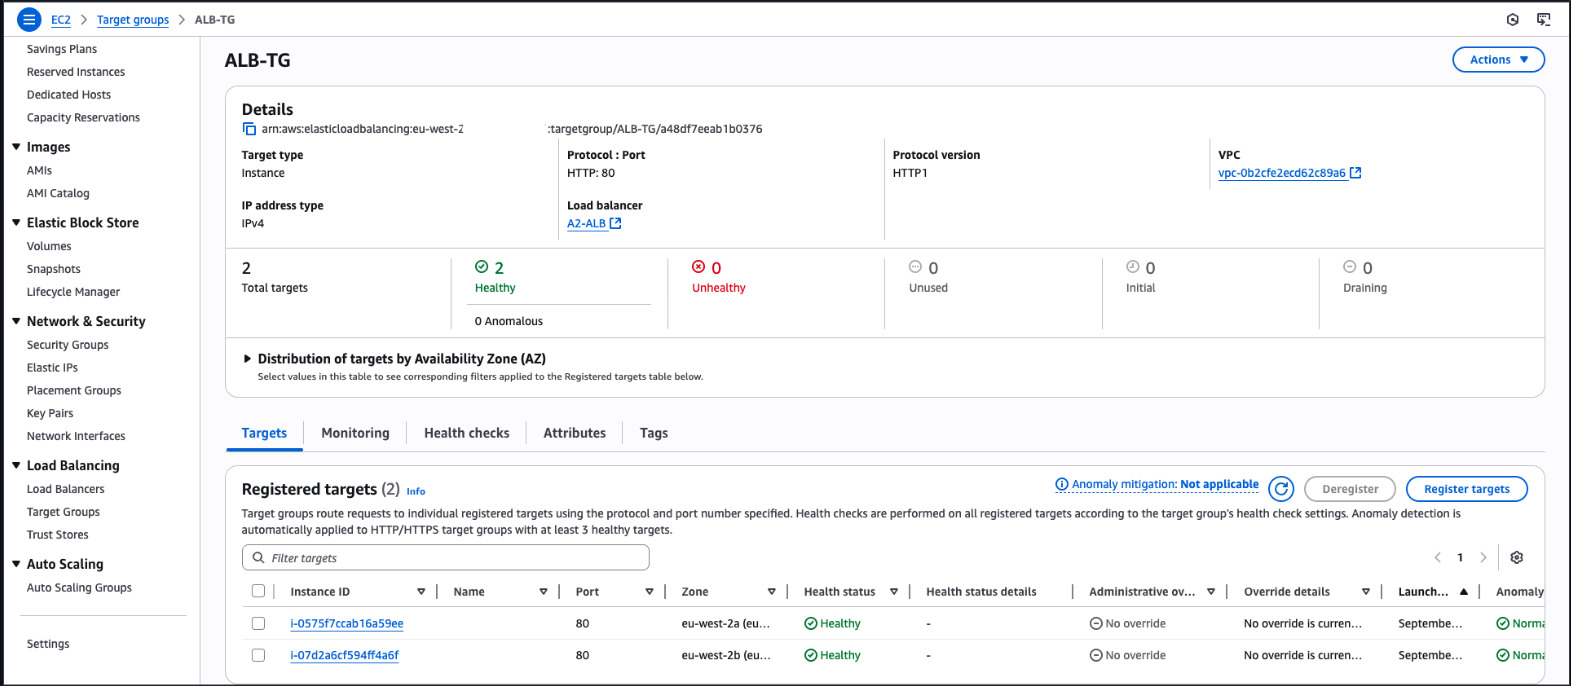 EC2 > Target groups > ALB-TG
Savings Plans
Reserved Instances
Dedicated Hosts
Capacity Reservations
Images
AMIs
AMI Catalog
Elastic Block Store
Volumes
Snapshots
Lifecycle Manager
Network & Security
Security Groups
Elastic IPs
Placement Groups
Key Pairs
Network Interfaces
Load Balancing
Load Balancers
Target Groups
Trust Stores
Auto Scaling
Auto Scaling Groups
Settings
ALB-TG
Actions
Details
arn:aws:elasticloadbalancing:eu-west-2 :targetgroup/ALB-TG/a48df7eeab1b0376
Target type
Instance
Protocol : Port
HTTP: 80
Protocol version
HTTP1
VPC
vpc-0b2cfe2ecd62c89a6
IP address type
IPv4
Load balancer
A2-ALB
2
Total targets
2
Healthy
0 Anomalous
0
Unhealthy
0
Unused
0
Initial
0
Draining
Distribution of targets by Availability Zone (AZ)
Select values in this table to see corresponding filters applied to the Registered targets table below.
Targets Monitoring Health checks Attributes Tags
Registered targets (2) Info
Anomaly mitigation: Not applicable
Deregister
Register targets
Target groups route requests to individual registered targets using the protocol and port number specified. Health checks are performed on all registered targets according to the target group's health check settings. Anomaly detection is
automatically applied to HTTP/HTTPS target groups with at least 3 healthy targets.
Filter targets
1
Instance ID Name Port Zone Health status Health status details Administrative ov... Override details Launch... Anomaly
i-0575f7ccab16a59ee 80 eu-west-2a (eu... Healthy - No override No override is curren... Septembe... Norma
i-07d2a6cf594ff4a6f 80 eu-west-2b (eu... Healthy - No override No override is curren... Septembe... Norma